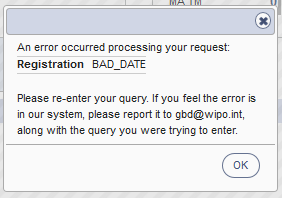 MA TM
An error occurred processing your request:
Registration BAD_DATE
Please re-enter your query. If you feel the error is
in our system, please report it to gbd@wipo.int,
along with the query you were trying to enter.
OK